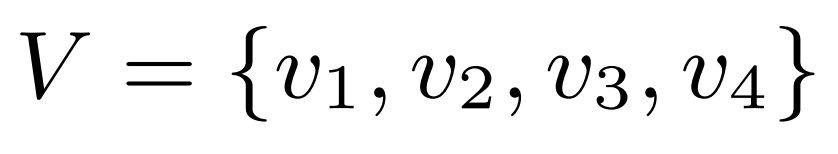 V = {v₁, v₂, v₃, v₄}